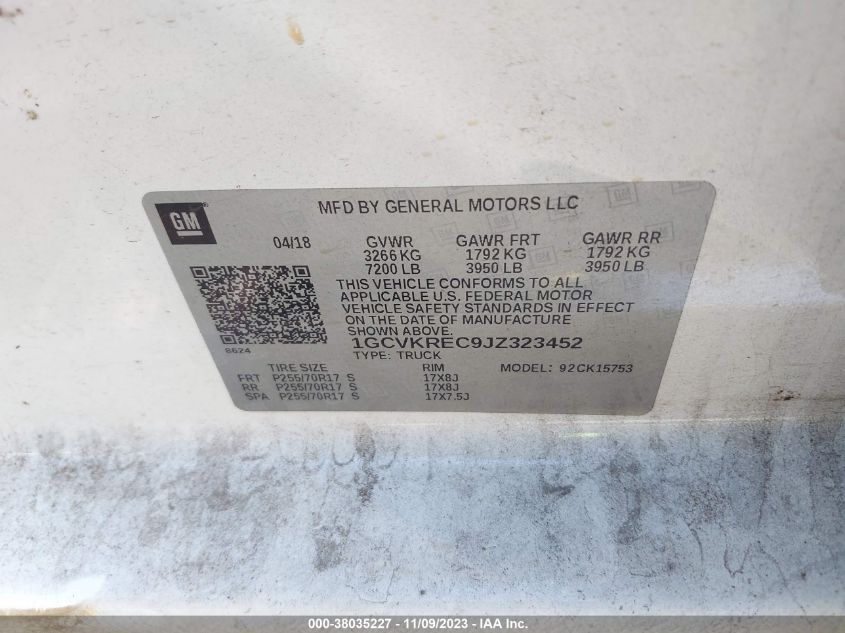 GM
MFD BY GENERAL MOTORS LLC
04/18 GVWR GAWR FRT GAWR RR
3266 KG 1792 KG 1792 KG
7200 LB 3950 LB 3950 LB
THIS VEHICLE CONFORMS TO ALL
APPLICABLE U.S. FEDERAL MOTOR
VEHICLE SAFETY STANDARDS IN EFFECT
ON THE DATE OF MANUFACTURE
SHOWN ABOVE.
8624
1GCVKREC9JZ323452
TYPE: TRUCK
TIRE SIZE RIM MODEL: 92CK15753
FRT P255/70R17 S 17X8J
RR P255/70R17 S 17X8J
SPA P255/70R17 S 17X7.5J
000-38035227 - 11/09/2023 - IAA Inc.